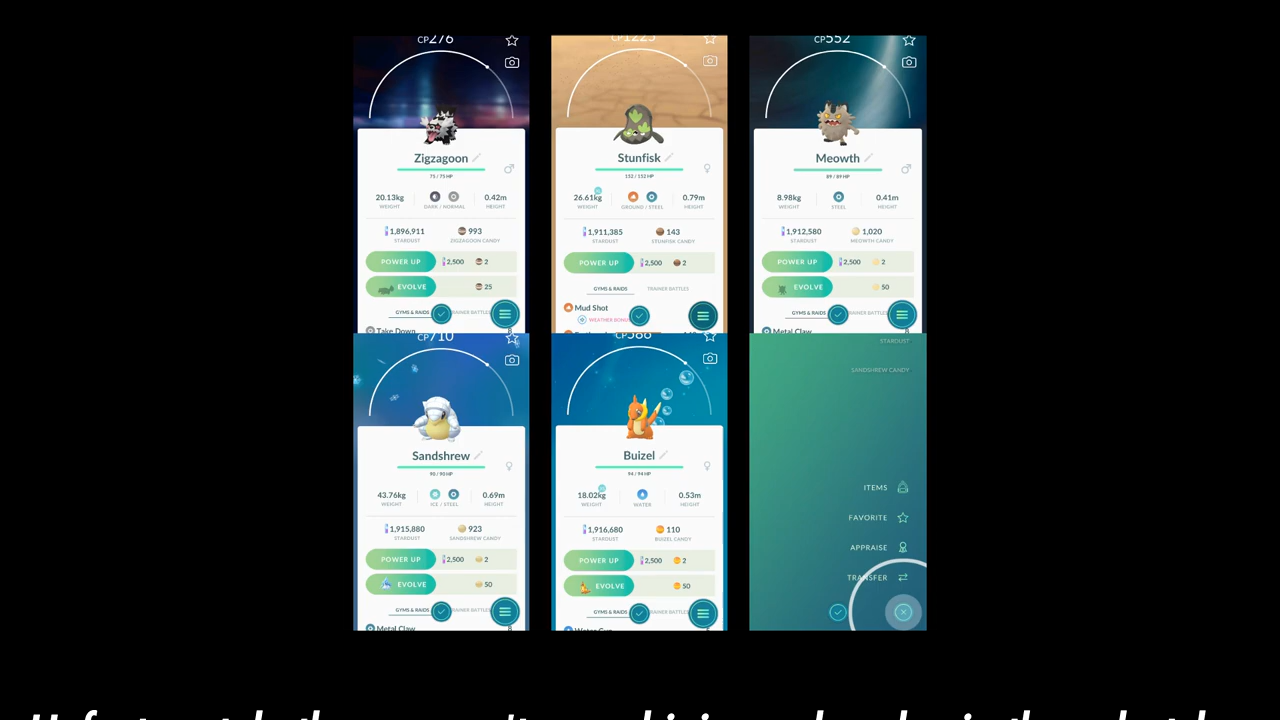 CP276
Zigzagoon
75 / 75 HP
20.13kg
WEIGHT
DARK / NORMAL
0.42m
HEIGHT
1,896,911
STARDUST
993
ZIGZAGOON CANDY
POWER UP
2,500
2
EVOLVE
25
GYMS & RAIDS
TRAINER BATTLES
Take Down
Stunfisk
152 / 152 HP
26.61kg
WEIGHT
GROUND / STEEL
0.79m
HEIGHT
1,911,385
STARDUST
143
STUNFISK CANDY
POWER UP
2,500
2
GYMS & RAIDS
TRAINER BATTLES
Mud Shot
WEATHER BONUS
CP552
Meowth
89 / 89 HP
8.98kg
WEIGHT
STEEL
0.41m
HEIGHT
1,912,580
STARDUST
1,020
MEOWTH CANDY
POWER UP
2,500
2
EVOLVE
50
GYMS & RAIDS
TRAINER BATTLES
Metal Claw
CP710
Sandshrew
90 / 90 HP
43.76kg
WEIGHT
ICE / STEEL
0.69m
HEIGHT
1,915,880
STARDUST
923
SANDSHREW CANDY
POWER UP
2,500
2
EVOLVE
50
GYMS & RAIDS
TRAINER BATTLES
Metal Claw
Buizel
94 / 94 HP
18.02kg
WEIGHT
WATER
0.53m
HEIGHT
1,916,680
STARDUST
110
BUIZEL CANDY
POWER UP
2,500
2
EVOLVE
50
GYMS & RAIDS
TRAINER BATTLES
STARDUST
SANDSHREW CANDY
ITEMS
FAVORITE
APPRAISE
TRANSFER